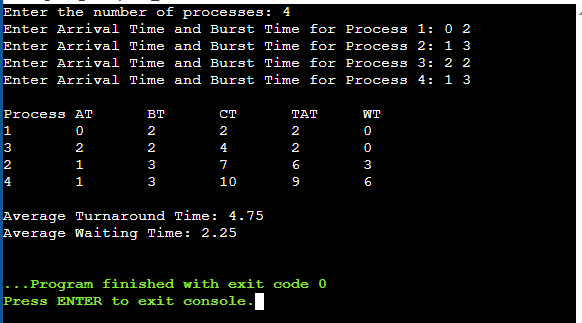 Enter the number of processes: 4
Enter Arrival Time and Burst Time for Process 1: 0 2
Enter Arrival Time and Burst Time for Process 2: 1 3
Enter Arrival Time and Burst Time for Process 3: 2 2
Enter Arrival Time and Burst Time for Process 4: 1 3
Process AT BT CT TAT WT
1 0 2 2 2 0
3 2 2 4 2 0
2 1 3 7 6 3
4 1 3 10 9 6
Average Turnaround Time: 4.75
Average Waiting Time: 2.25
...Program finished with exit code 0
Press ENTER to exit console.